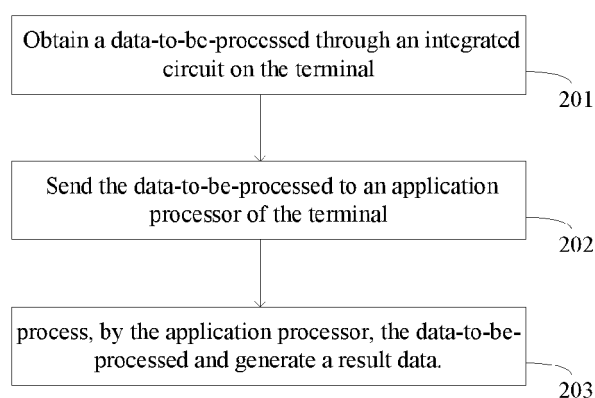 Obtain a data-to-be-processed through an integrated
circuit on the terminal
201
Send the data-to-be-processed to an application
processor of the terminal
202
process, by the application processor, the data-to-be-
processed and generate a result data.
203